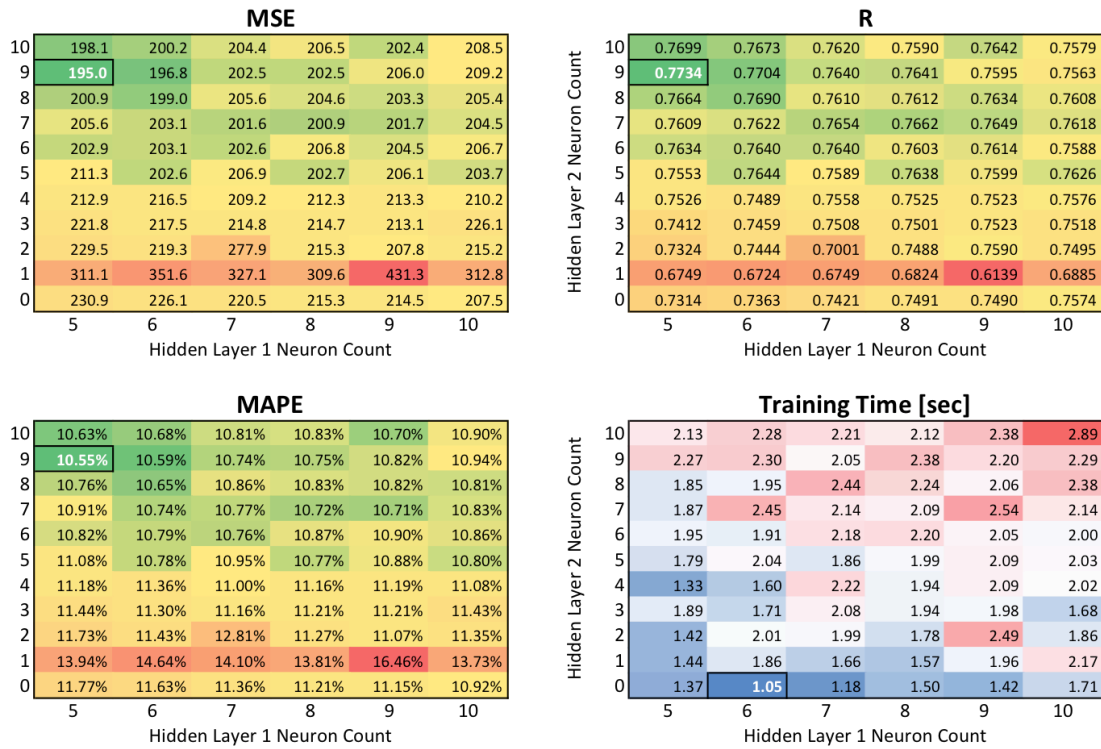 MSE
10 198.1 200.2 204.4 206.5 202.4 208.5
9 195.0 196.8 202.5 202.5 206.0 209.2
8 200.9 199.0 205.6 204.6 203.3 205.4
7 205.6 203.1 201.6 200.9 201.7 204.5
6 202.9 203.1 202.6 206.8 204.5 206.7
5 211.3 202.6 206.9 202.7 206.1 203.7
4 212.9 216.5 209.2 212.3 213.3 210.2
3 221.8 217.5 214.8 214.7 213.1 226.1
2 229.5 219.3 277.9 215.3 207.8 215.2
1 311.1 351.6 327.1 309.6 431.3 312.8
0 230.9 226.1 220.5 215.3 214.5 207.5
5 6 7 8 9 10
Hidden Layer 1 Neuron Count
R
Hidden Layer 2 Neuron Count
10 0.7699 0.7673 0.7620 0.7590 0.7642 0.7579
9 0.7734 0.7704 0.7640 0.7641 0.7595 0.7563
8 0.7664 0.7690 0.7610 0.7612 0.7634 0.7608
7 0.7609 0.7622 0.7654 0.7662 0.7649 0.7618
6 0.7634 0.7640 0.7640 0.7603 0.7614 0.7588
5 0.7553 0.7644 0.7589 0.7638 0.7599 0.7626
4 0.7526 0.7489 0.7558 0.7525 0.7523 0.7576
3 0.7412 0.7459 0.7508 0.7501 0.7523 0.7518
2 0.7324 0.7444 0.7001 0.7488 0.7590 0.7495
1 0.6749 0.6724 0.6749 0.6824 0.6139 0.6885
0 0.7314 0.7363 0.7421 0.7491 0.7490 0.7574
5 6 7 8 9 10
Hidden Layer 1 Neuron Count
MAPE
10 10.63% 10.68% 10.81% 10.83% 10.70% 10.90%
9 10.55% 10.59% 10.74% 10.75% 10.82% 10.94%
8 10.76% 10.65% 10.86% 10.83% 10.82% 10.81%
7 10.91% 10.74% 10.77% 10.72% 10.71% 10.83%
6 10.82% 10.79% 10.76% 10.87% 10.90% 10.86%
5 11.08% 10.78% 10.95% 10.77% 10.88% 10.80%
4 11.18% 11.36% 11.00% 11.16% 11.19% 11.08%
3 11.44% 11.30% 11.16% 11.21% 11.21% 11.43%
2 11.73% 11.43% 12.81% 11.27% 11.07% 11.35%
1 13.94% 14.64% 14.10% 13.81% 16.46% 13.73%
0 11.77% 11.63% 11.36% 11.21% 11.15% 10.92%
5 6 7 8 9 10
Hidden Layer 1 Neuron Count
Training Time [sec]
Hidden Layer 2 Neuron Count
10 2.13 2.28 2.21 2.12 2.38 2.89
9 2.27 2.30 2.05 2.38 2.20 2.29
8 1.85 1.95 2.44 2.24 2.06 2.38
7 1.87 2.45 2.14 2.09 2.54 2.14
6 1.95 1.91 2.18 2.20 2.05 2.00
5 1.79 2.04 1.86 1.99 2.09 2.03
4 1.33 1.60 2.22 1.94 2.09 2.02
3 1.89 1.71 2.08 1.94 1.98 1.68
2 1.42 2.01 1.99 1.78 2.49 1.86
1 1.44 1.86 1.66 1.57 1.96 2.17
0 1.37 1.05 1.18 1.50 1.42 1.71
5 6 7 8 9 10
Hidden Layer 1 Neuron Count